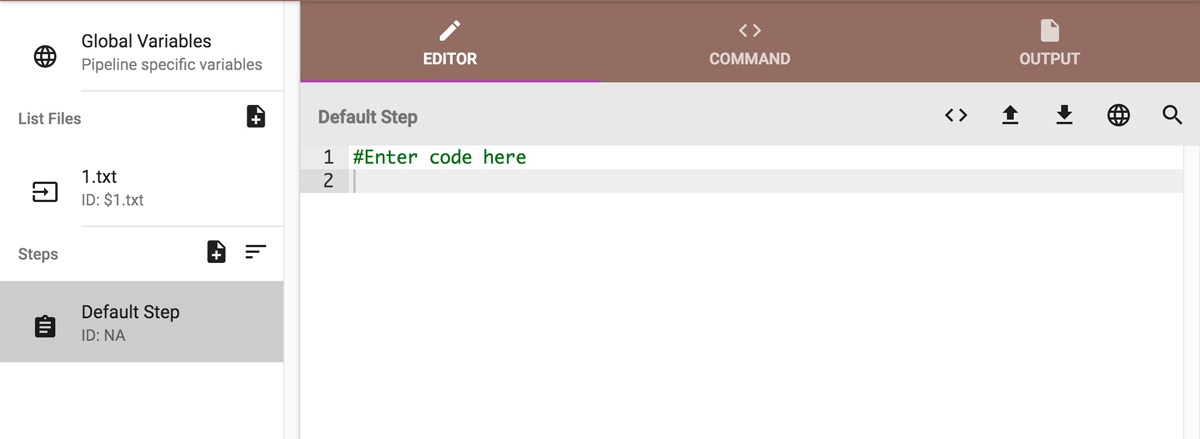 Global Variables
Pipeline specific variables
List Files
1.txt
ID: $1.txt
Steps
Default Step
ID: NA
EDITOR
COMMAND
OUTPUT
Default Step
1 #Enter code here
2